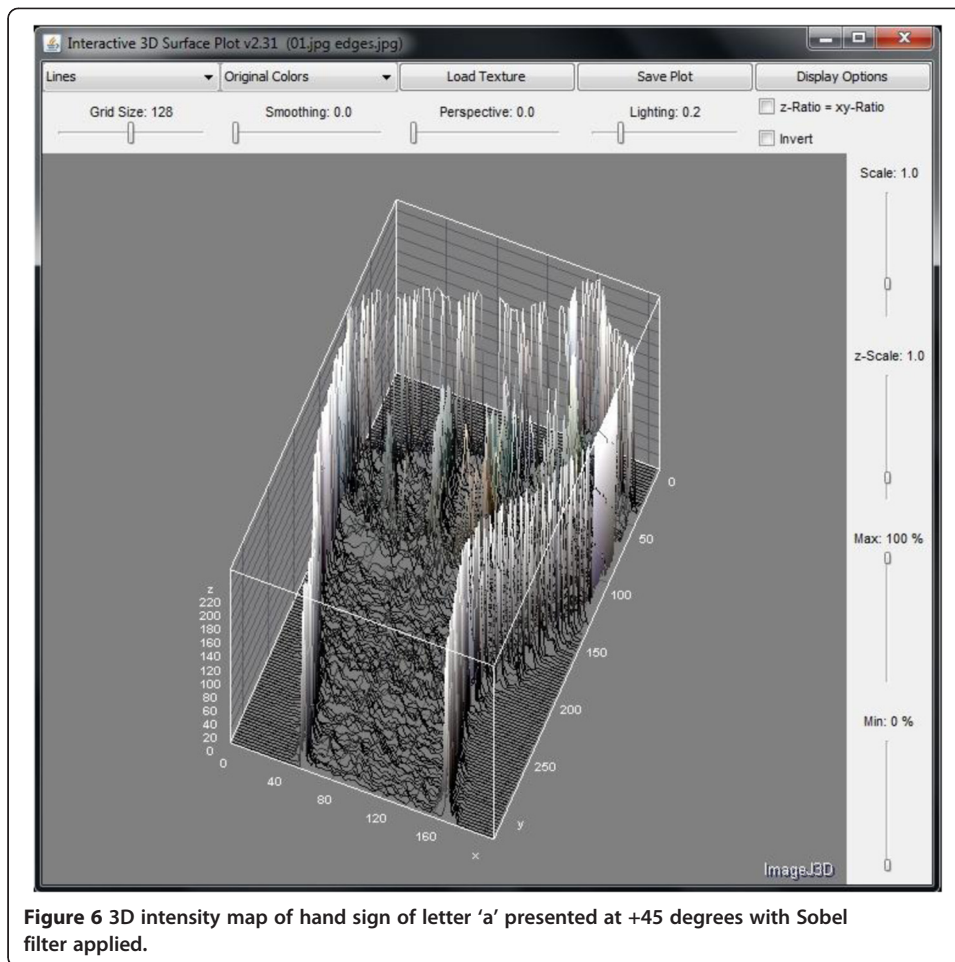 Interactive 3D Surface Plot v2.31 (01.jpg edges.jpg)
Lines Original Colors Load Texture Save Plot Display Options
Grid Size: 128 Smoothing: 0.0 Perspective: 0.0 Lighting: 0.2 z-Ratio = xy-Ratio
Invert
Scale: 1.0
z-Scale: 1.0
Max: 100 %
Min: 0 %
z
220
200
180
160
140
120
100
80
60
40
20
0
0
40
80
120
160
x
0
50
100
150
200
250
y
ImageJ3D
Figure 6 3D intensity map of hand sign of letter ‘a’ presented at +45 degrees with Sobel
filter applied.